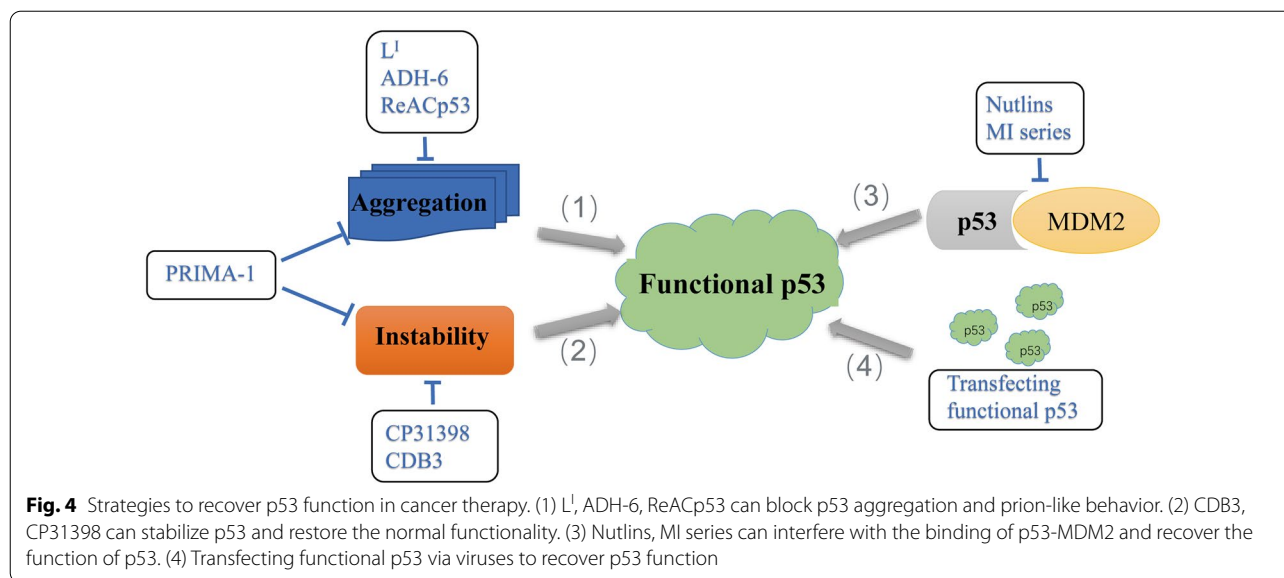 L^I
ADH-6
ReACp53
Aggregation
(1)
PRIMA-1
Instability
(2)
CP31398
CDB3
Functional p53
Nutlins
MI series
(3)
p53
MDM2
p53
p53
p53
(4)
Transfecting
functional p53
Fig. 4 Strategies to recover p53 function in cancer therapy. (1) L^I, ADH-6, ReACp53 can block p53 aggregation and prion-like behavior. (2) CDB3,
CP31398 can stabilize p53 and restore the normal functionality. (3) Nutlins, MI series can interfere with the binding of p53-MDM2 and recover the
function of p53. (4) Transfecting functional p53 via viruses to recover p53 function